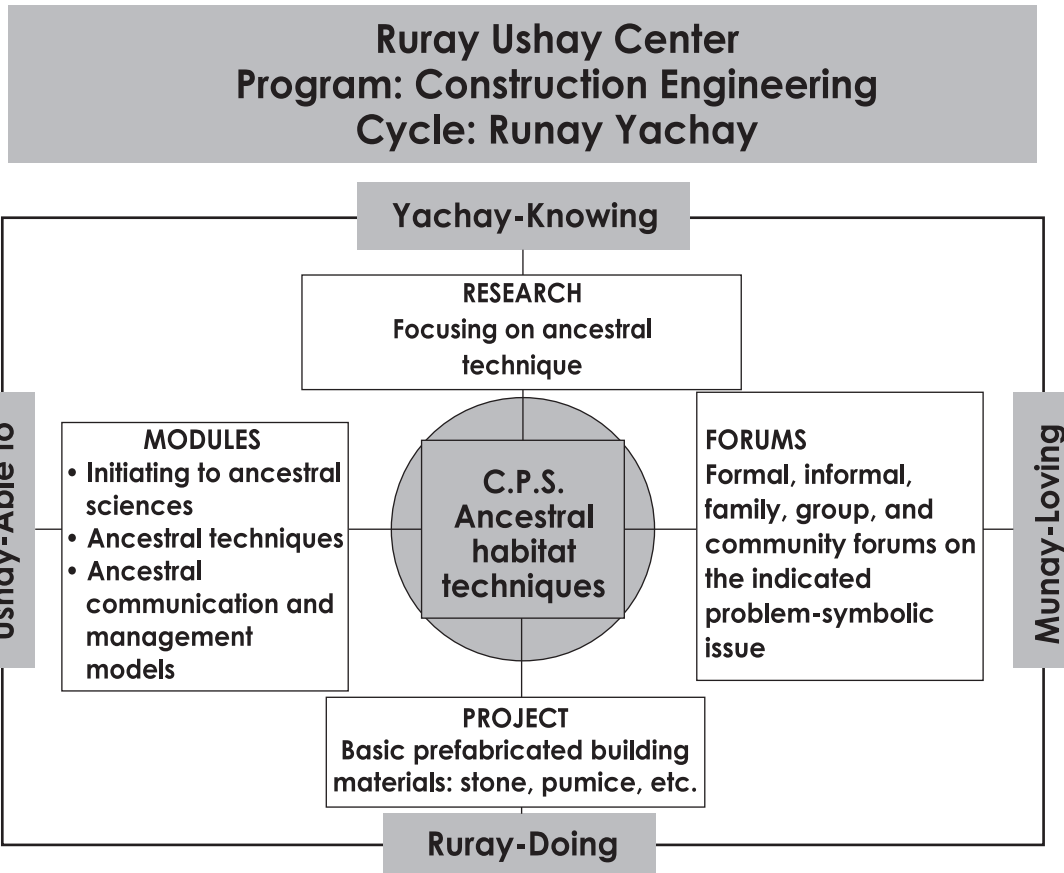 Ruray Ushay Center
Program: Construction Engineering
Cycle: Runay Yachay
Yachay-Knowing
RESEARCH
Focusing on ancestral
technique
Ushay-Able to
MODULES
• Initiating to ancestral
sciences
• Ancestral techniques
• Ancestral
communication and
management
models
C.P.S.
Ancestral
habitat
techniques
FORUMS
Formal, informal,
family, group, and
community forums on
the indicated
problem-symbolic
issue
Munay-Loving
PROJECT
Basic prefabricated building
materials: stone, pumice, etc.
Ruray-Doing